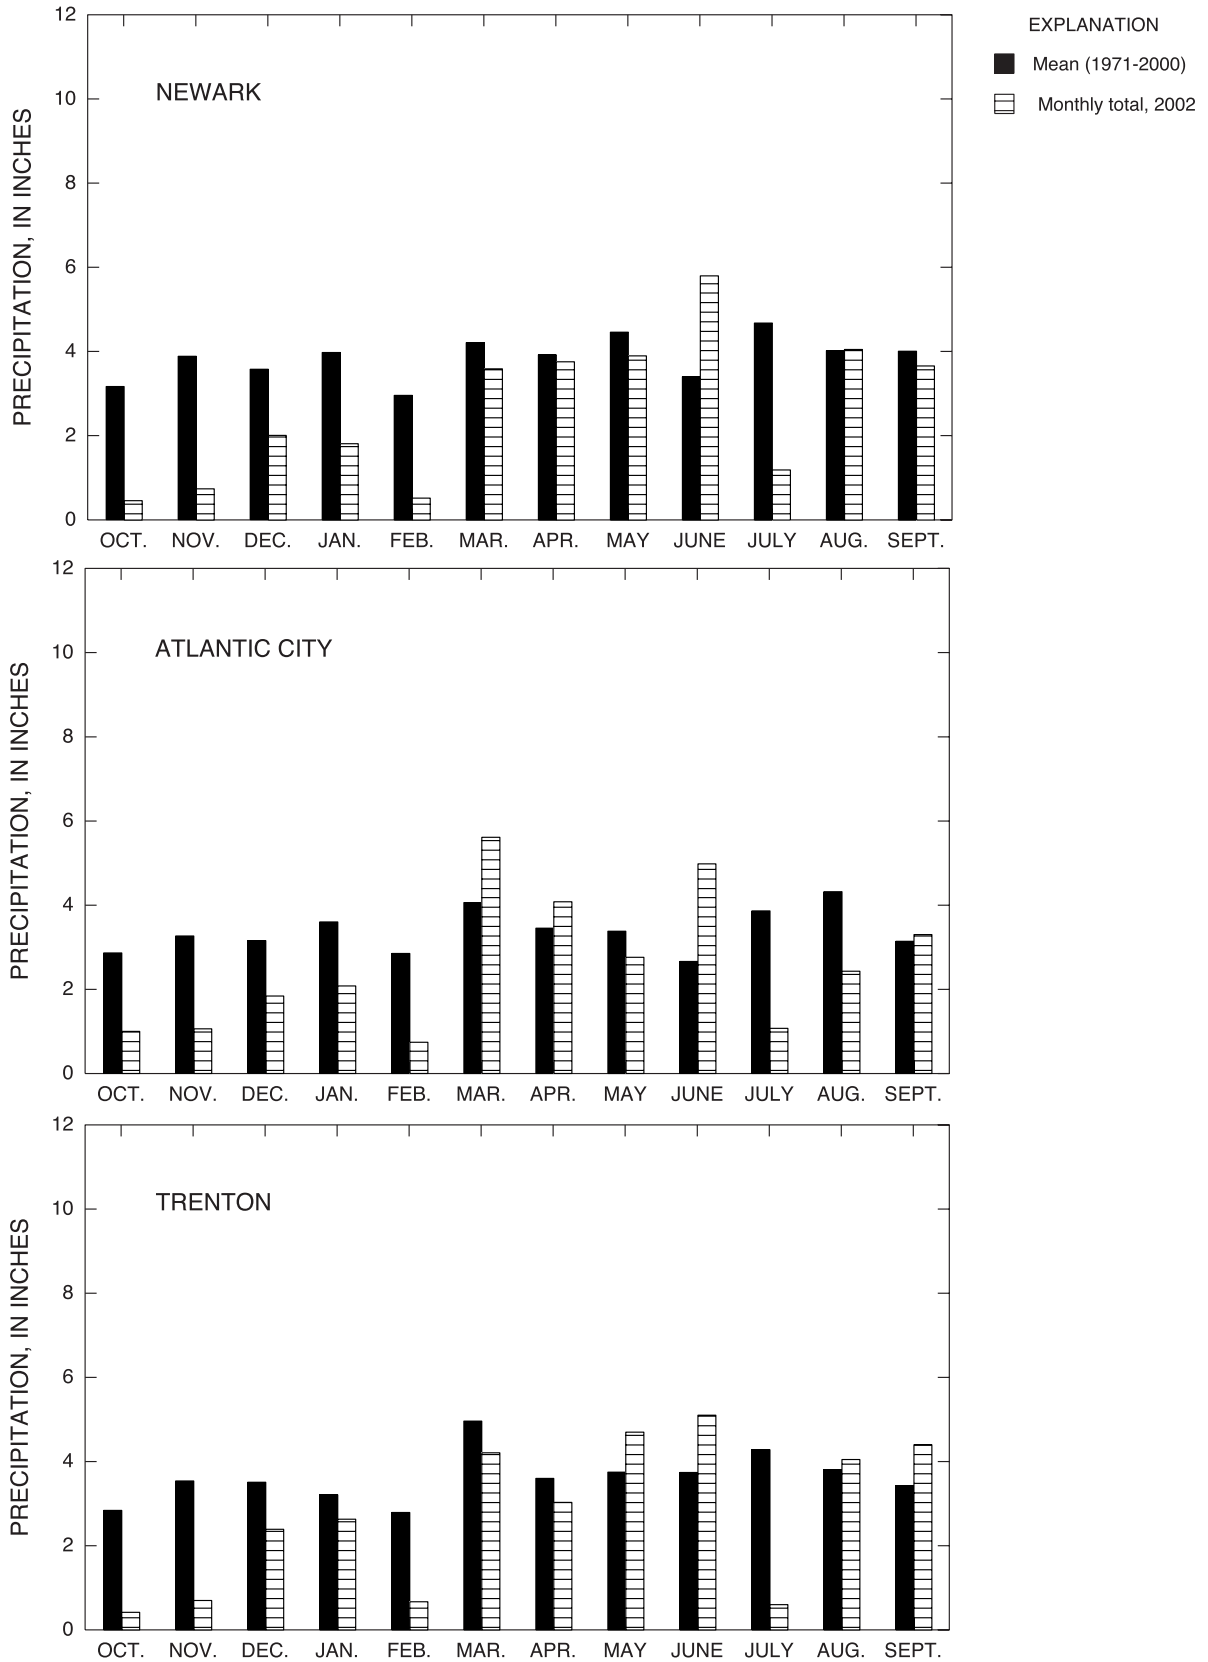 EXPLANATION
Mean (1971-2000)
Monthly total, 2002
NEWARK
PRECIPITATION, IN INCHES
12
10
8
6
4
2
0
OCT. NOV. DEC. JAN. FEB. MAR. APR. MAY JUNE JULY AUG. SEPT.
ATLANTIC CITY
PRECIPITATION, IN INCHES
12
10
8
6
4
2
0
OCT. NOV. DEC. JAN. FEB. MAR. APR. MAY JUNE JULY AUG. SEPT.
TRENTON
PRECIPITATION, IN INCHES
12
10
8
6
4
2
0
OCT. NOV. DEC. JAN. FEB. MAR. APR. MAY JUNE JULY AUG. SEPT.